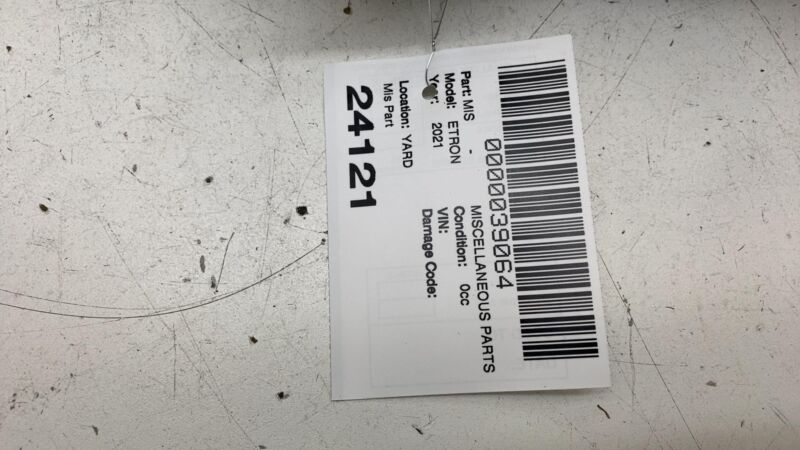 0000039064
Part: MIS - MISCELLANEOUS PARTS
Model: ETRON Condition: 0cc
Year: 2021 VIN:
Damage Code:
Location: YARD
Mis Part
24121